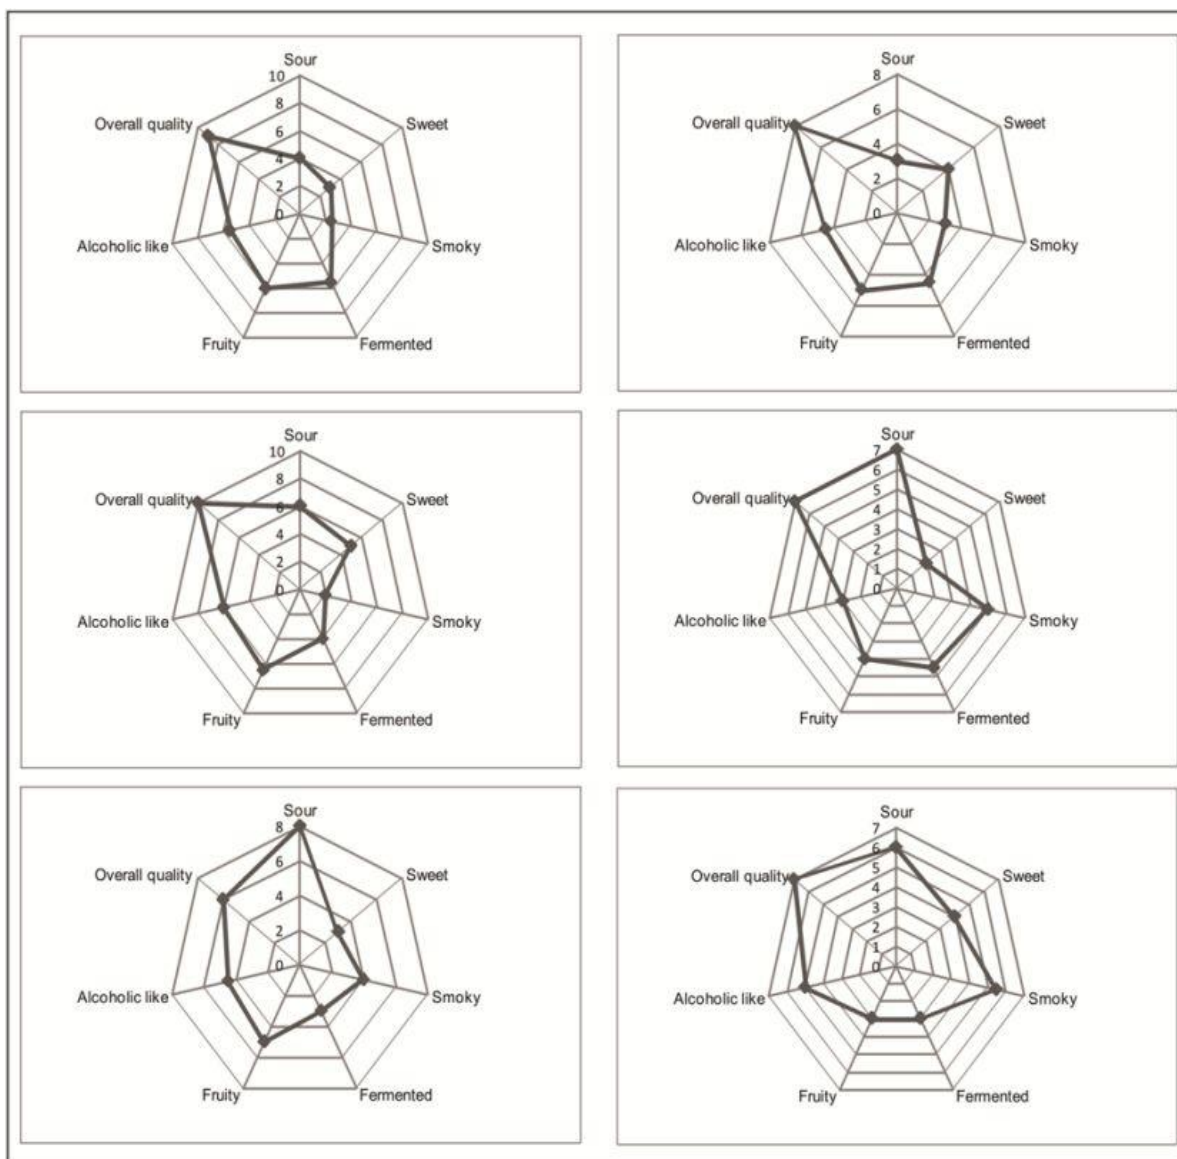 Sour
10
8
6
4
2
0
Overall quality
Sweet
Alcoholic like
Smoky
Fruity
Fermented
Sour
8
6
4
2
0
Overall quality
Sweet
Alcoholic like
Smoky
Fruity
Fermented
Sour
10
8
6
4
2
0
Overall quality
Sweet
Alcoholic like
Smoky
Fruity
Fermented
Sour
7
6
5
4
3
2
1
0
Overall quality
Sweet
Alcoholic like
Smoky
Fruity
Fermented
Sour
8
6
4
2
0
Overall quality
Sweet
Alcoholic like
Smoky
Fruity
Fermented
Sour
7
6
5
4
3
2
1
0
Overall quality
Sweet
Alcoholic like
Smoky
Fruity
Fermented